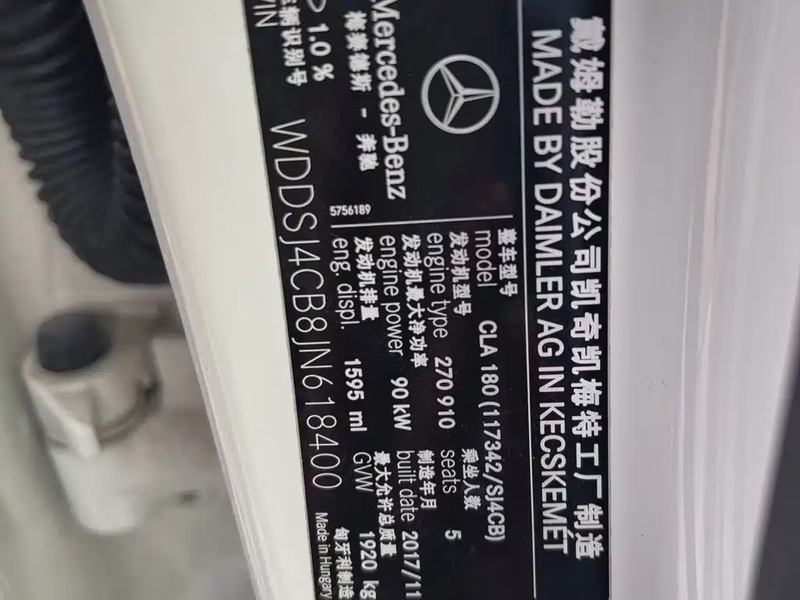 戴姆勒股份公司凯奇凯梅特工厂制造
MADE BY DAIMLER AG IN KECSKEMÉT
Mercedes-Benz
梅赛德斯-奔驰
5756189
整车型号
model CLA 180 (117342/SJ4CB)
发动机型号 乘坐人数
engine type 270 910 seats 5
发动机最大净功率 制造年月
engine power 90 kW built date 2017/11
发动机排量 最大允许总质量
eng. displ. 1595 ml GVW 1920 kg
> 1.0 %
车辆识别号
VIN WDDSJ4CB8JN618400
匈牙利制造
Made in Hungary